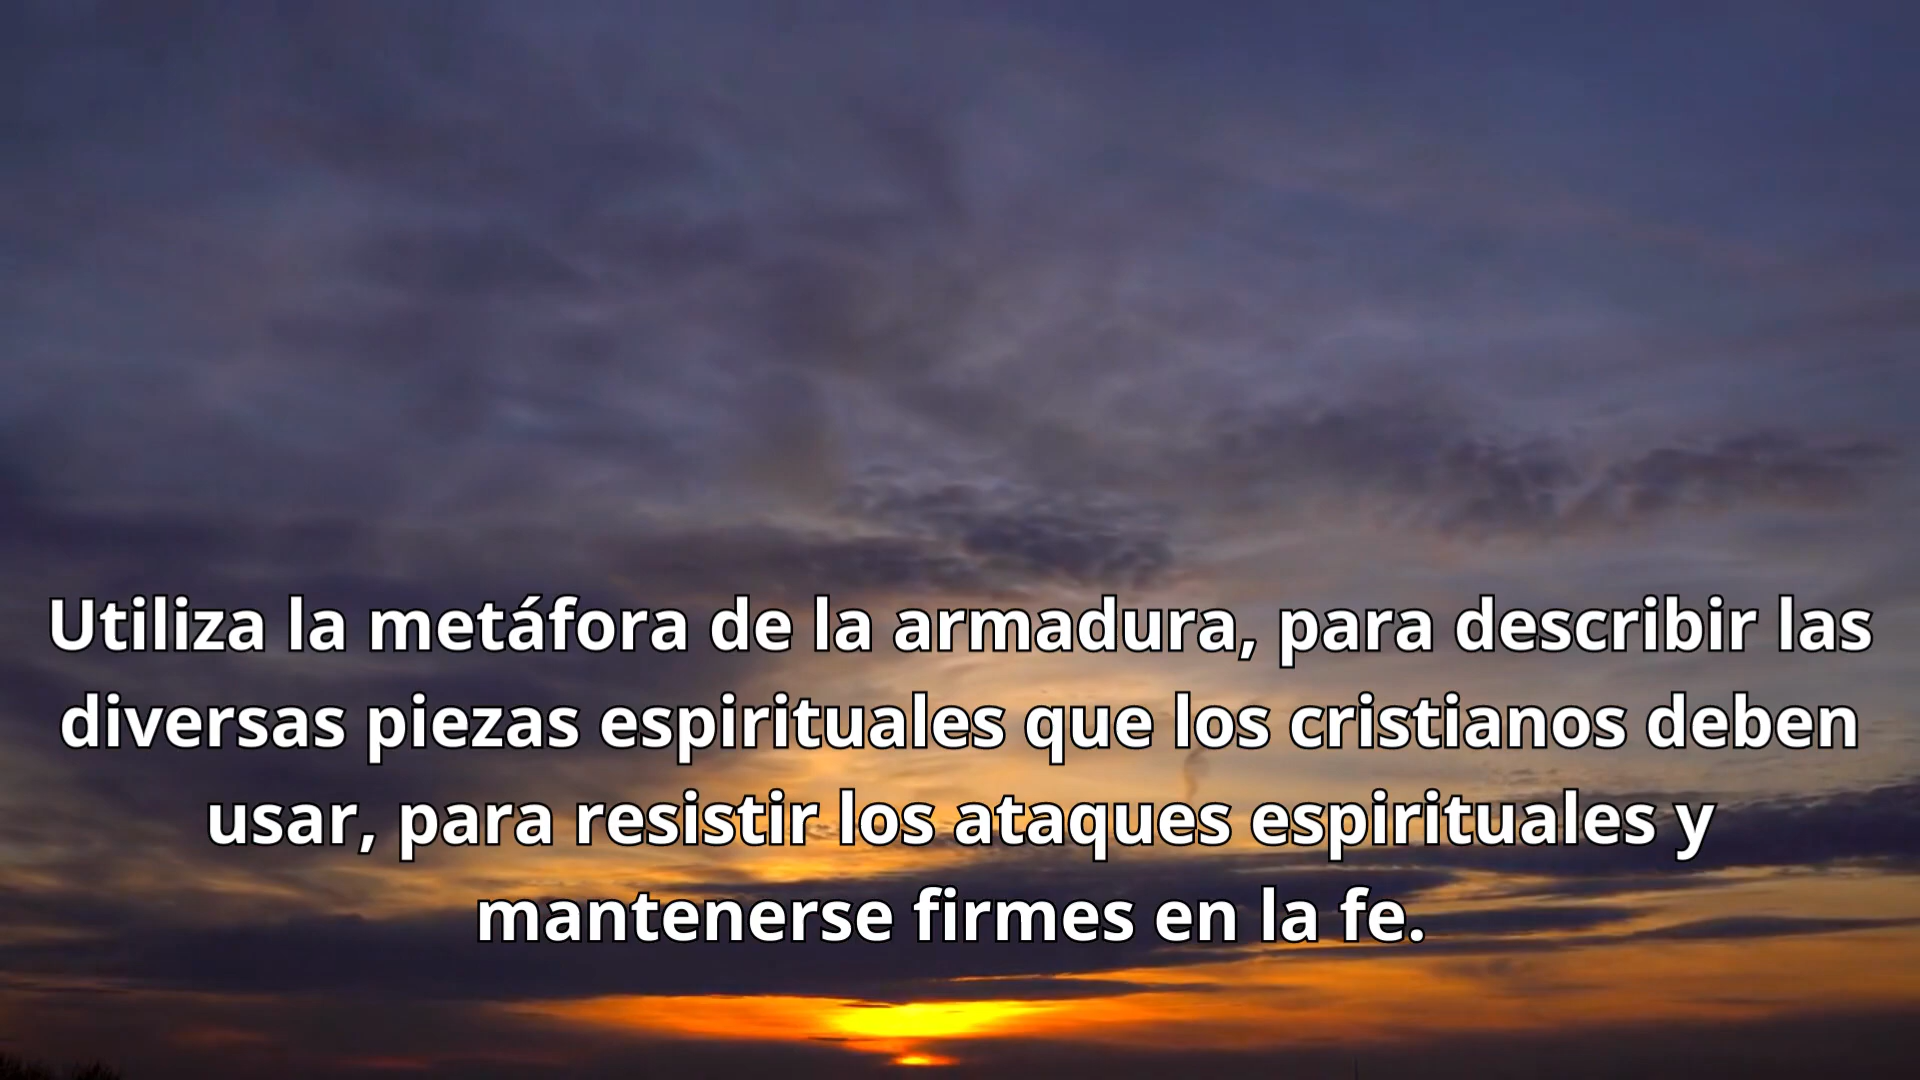 Utiliza la metáfora de la armadura, para describir las
diversas piezas espirituales que los cristianos deben
usar, para resistir los ataques espirituales y
mantenerse firmes en la fe.